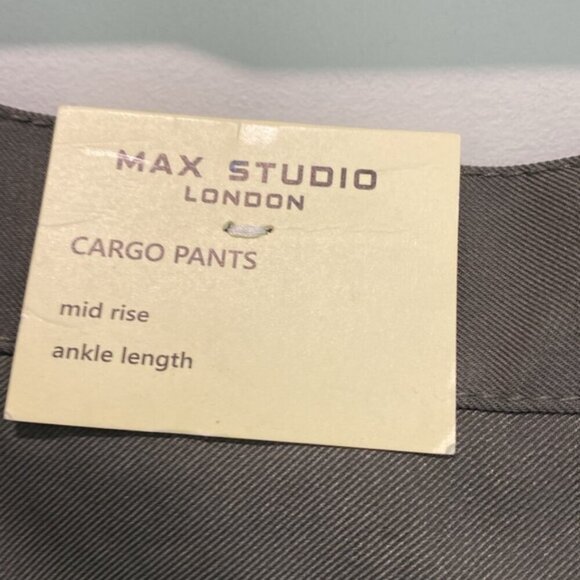 MAX STUDIO
LONDON
CARGO PANTS
mid rise
ankle length